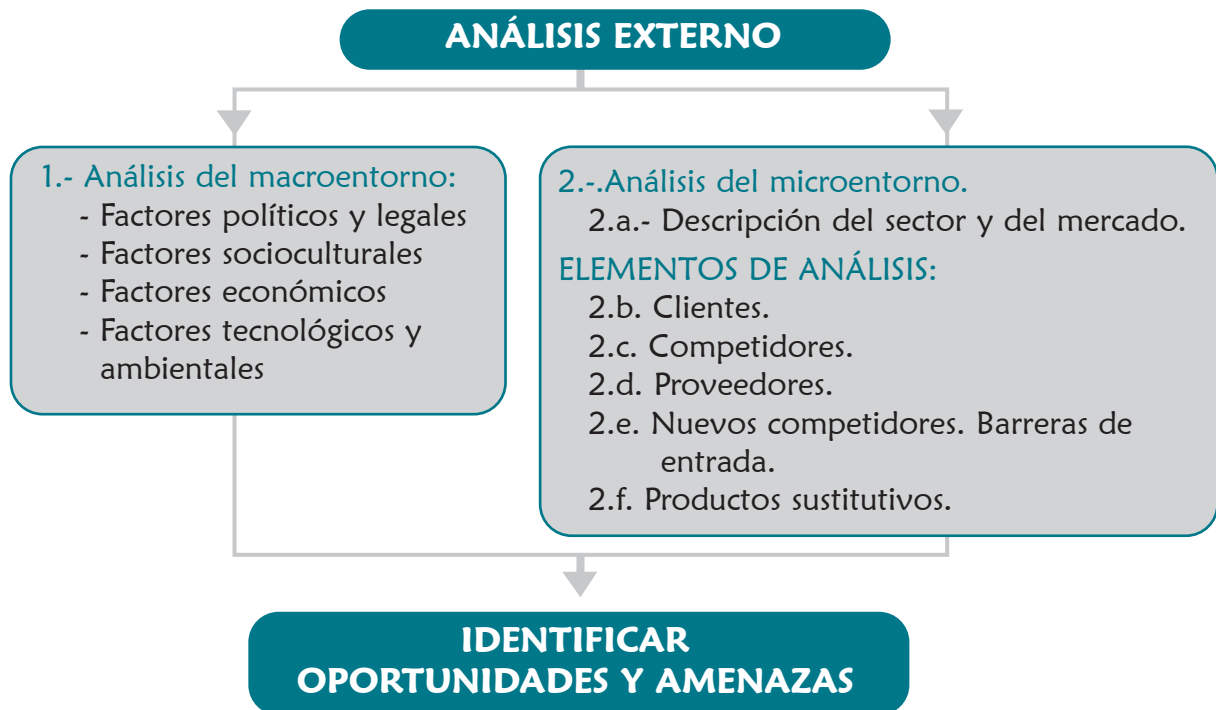 ANÁLISIS EXTERNO
1.- Análisis del macroentorno:
- Factores políticos y legales
- Factores socioculturales
- Factores económicos
- Factores tecnológicos y
ambientales
2.-.Análisis del microentorno.
2.a.- Descripción del sector y del mercado.
ELEMENTOS DE ANÁLISIS:
2.b. Clientes.
2.c. Competidores.
2.d. Proveedores.
2.e. Nuevos competidores. Barreras de
entrada.
2.f. Productos sustitutivos.
IDENTIFICAR
OPORTUNIDADES Y AMENAZAS